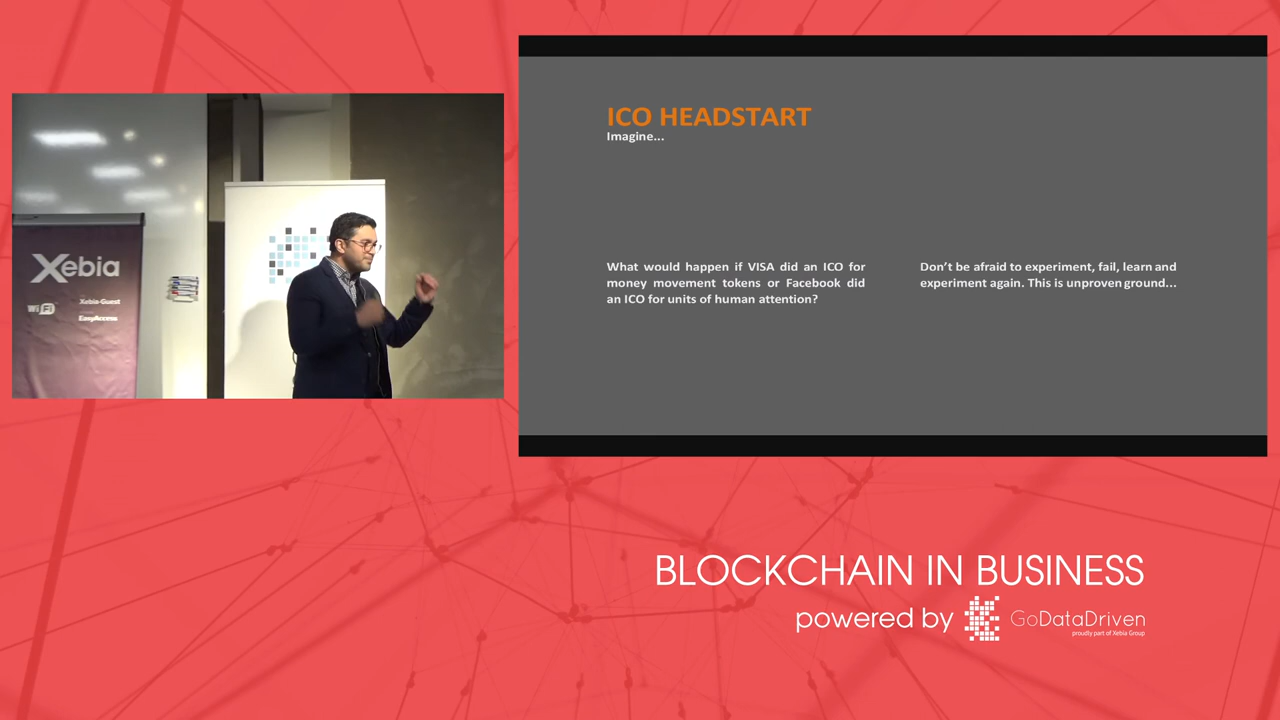 ICO HEADSTART
Imagine...
What would happen if VISA did an ICO for
money movement tokens or Facebook did
an ICO for units of human attention?
Don't be afraid to experiment, fail, learn and
experiment again. This is unproven ground...
Xebia
WiFi
Xebia-Guest
EasyAccess
BLOCKCHAIN IN BUSINESS
powered by
GoDataDriven
proudly part of Xebia Group